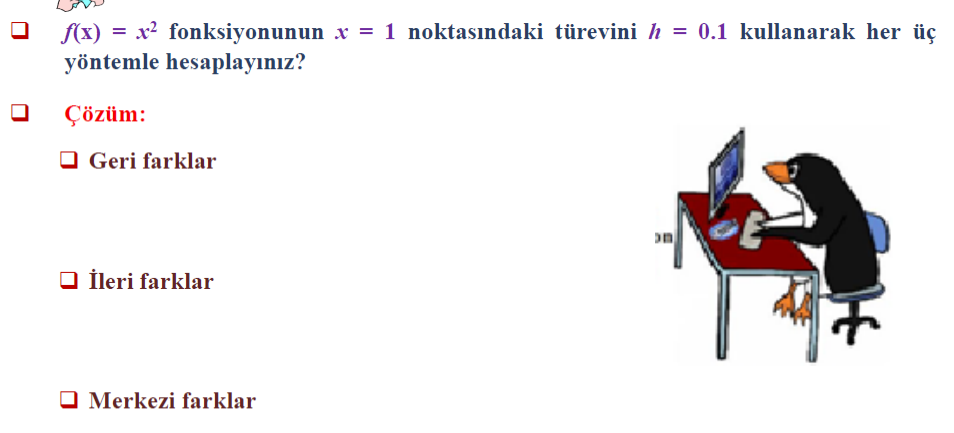 f(x) = x² fonksiyonunun x = 1 noktasındaki türevini h = 0.1 kullanarak her üç
yöntemle hesaplayınız?
Çözüm:
Geri farklar
on
İleri farklar
Merkezi farklar